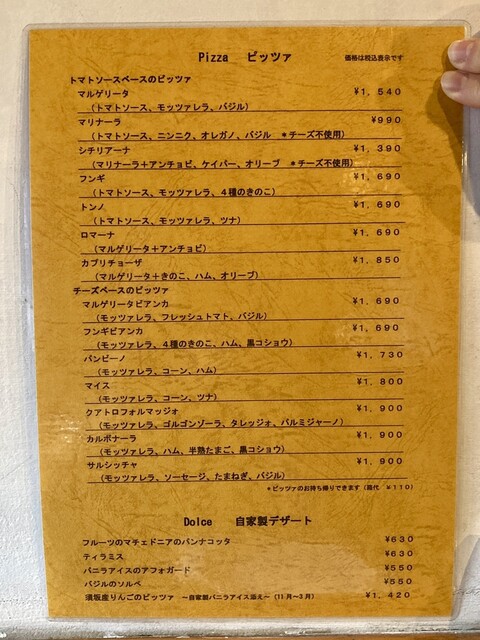 Pizza ピッツァ 価格は税込表示です
トマトソースベースのピッツァ
マルゲリータ ¥1,540
(トマトソース、モッツァレラ、バジル)
マリナーラ ¥990
(トマトソース、ニンニク、オレガノ、バジル *チーズ不使用)
シチリアーナ ¥1,390
(マリナーラ+アンチョビ、ケイパー、オリーブ *チーズ不使用)
フンギ ¥1,690
(トマトソース、モッツァレラ、4種のきのこ)
トンノ ¥1,690
(トマトソース、モッツァレラ、ツナ)
ロマーナ ¥1,690
(マルゲリータ+アンチョビ)
カプリチョーザ ¥1,850
(マルゲリータ+きのこ、ハム、オリーブ)
チーズベースのピッツァ
マルゲリータビアンカ ¥1,690
(モッツァレラ、フレッシュトマト、バジル)
フンギビアンカ ¥1,690
(モッツァレラ、4種のきのこ、ハム、黒コショウ)
バンビーノ ¥1,730
(モッツァレラ、コーン、ハム)
マイス ¥1,800
(モッツァレラ、コーン、ツナ)
クアトロフォルマッジォ ¥1,900
(モッツァレラ、ゴルゴンゾーラ、タレッジォ、パルミジャーノ)
カルボナーラ ¥1,900
(モッツァレラ、ハム、半熟たまご、黒コショウ)
サルシッチャ ¥1,900
(モッツァレラ、ソーセージ、たまねぎ、バジル)
*ピッツァのお持ち帰りできます(箱代 ¥110)
Dolce 自家製デザート
フルーツのマチェドニアのパンナコッタ ¥630
ティラミス ¥630
バニラアイスのアフォガード ¥550
バジルのソルベ ¥550
須坂産りんごのピッツァ ~自家製バニラアイス添え~(11月~3月) ¥1,420